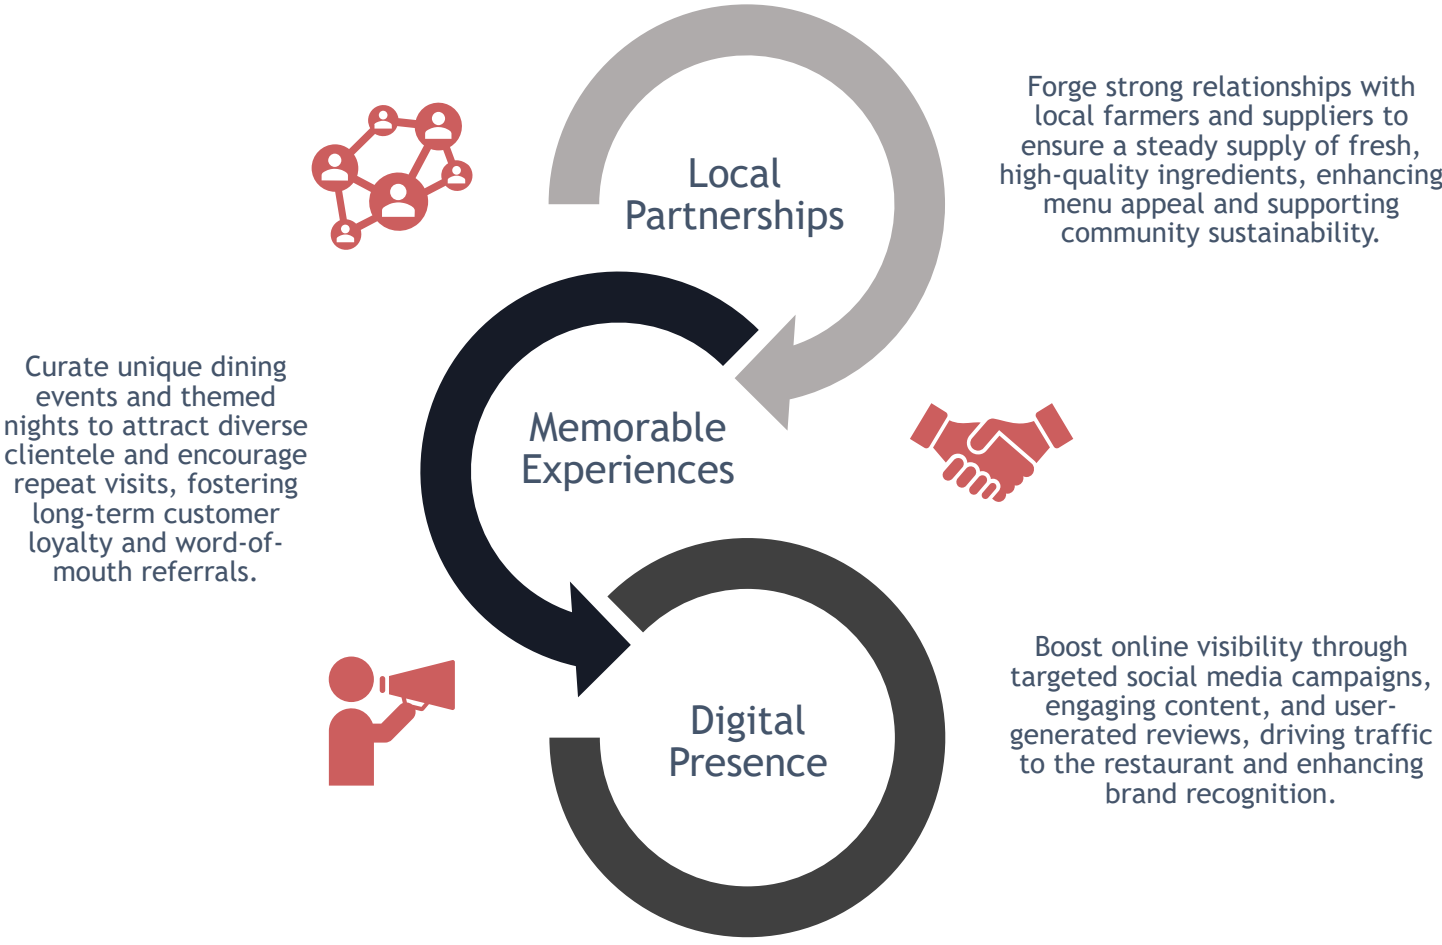 Local
Partnerships
Forge strong relationships with
local farmers and suppliers to
ensure a steady supply of fresh,
high-quality ingredients, enhancing
menu appeal and supporting
community sustainability.
Memorable
Experiences
Curate unique dining
events and themed
nights to attract diverse
clientele and encourage
repeat visits, fostering
long-term customer
loyalty and word-of-
mouth referrals.
Digital
Presence
Boost online visibility through
targeted social media campaigns,
engaging content, and user-
generated reviews, driving traffic
to the restaurant and enhancing
brand recognition.